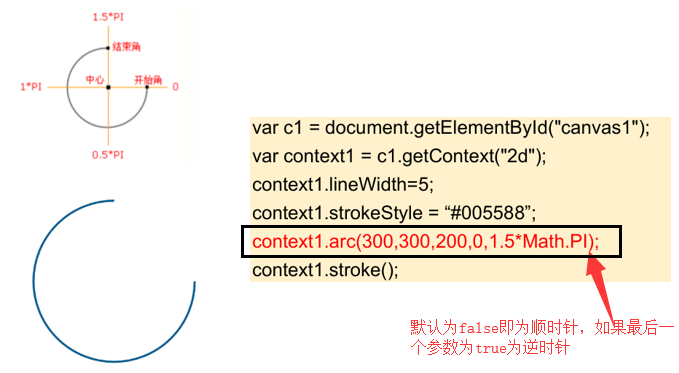 1.5*PI
结束角
中心
开始角
1*PI
0
0.5*PI
var c1 = document.getElementById("canvas1");
var context1 = c1.getContext("2d");
context1.lineWidth=5;
context1.strokeStyle = “#005588”;
context1.arc(300,300,200,0,1.5*Math.PI);
context1.stroke();
默认为false即为顺时针，如果最后
一个参数为true为逆时针